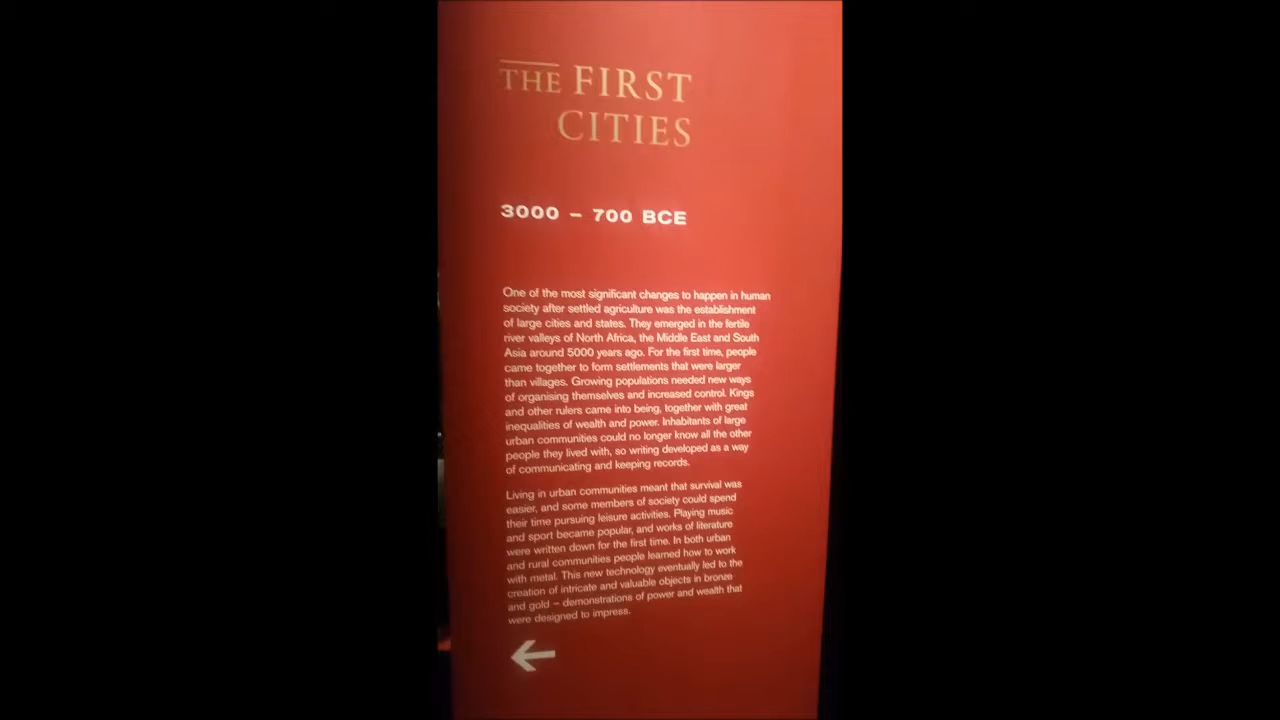 THE FIRST
CITIES
3000 – 700 BCE
One of the most significant changes to happen in human
society after settled agriculture was the establishment
of large cities and states. They emerged in the fertile
river valleys of North Africa, the Middle East and South
Asia around 5000 years ago. For the first time, people
came together to form settlements that were larger
than villages. Growing populations needed new ways
of organising themselves and increased control. Kings
and other rulers came into being, together with great
inequalities of wealth and power. Inhabitants of large
urban communities could no longer know all the other
people they lived with, so writing developed as a way
of communicating and keeping records.
Living in urban communities meant that survival was
easier, and some members of society could spend
their time pursuing leisure activities. Playing music
and sport became popular, and works of literature
were written down for the first time. In both urban
and rural communities people learned how to work
with metal. This new technology eventually led to the
creation of intricate and valuable objects in bronze
and gold – demonstrations of power and wealth that
were designed to impress.